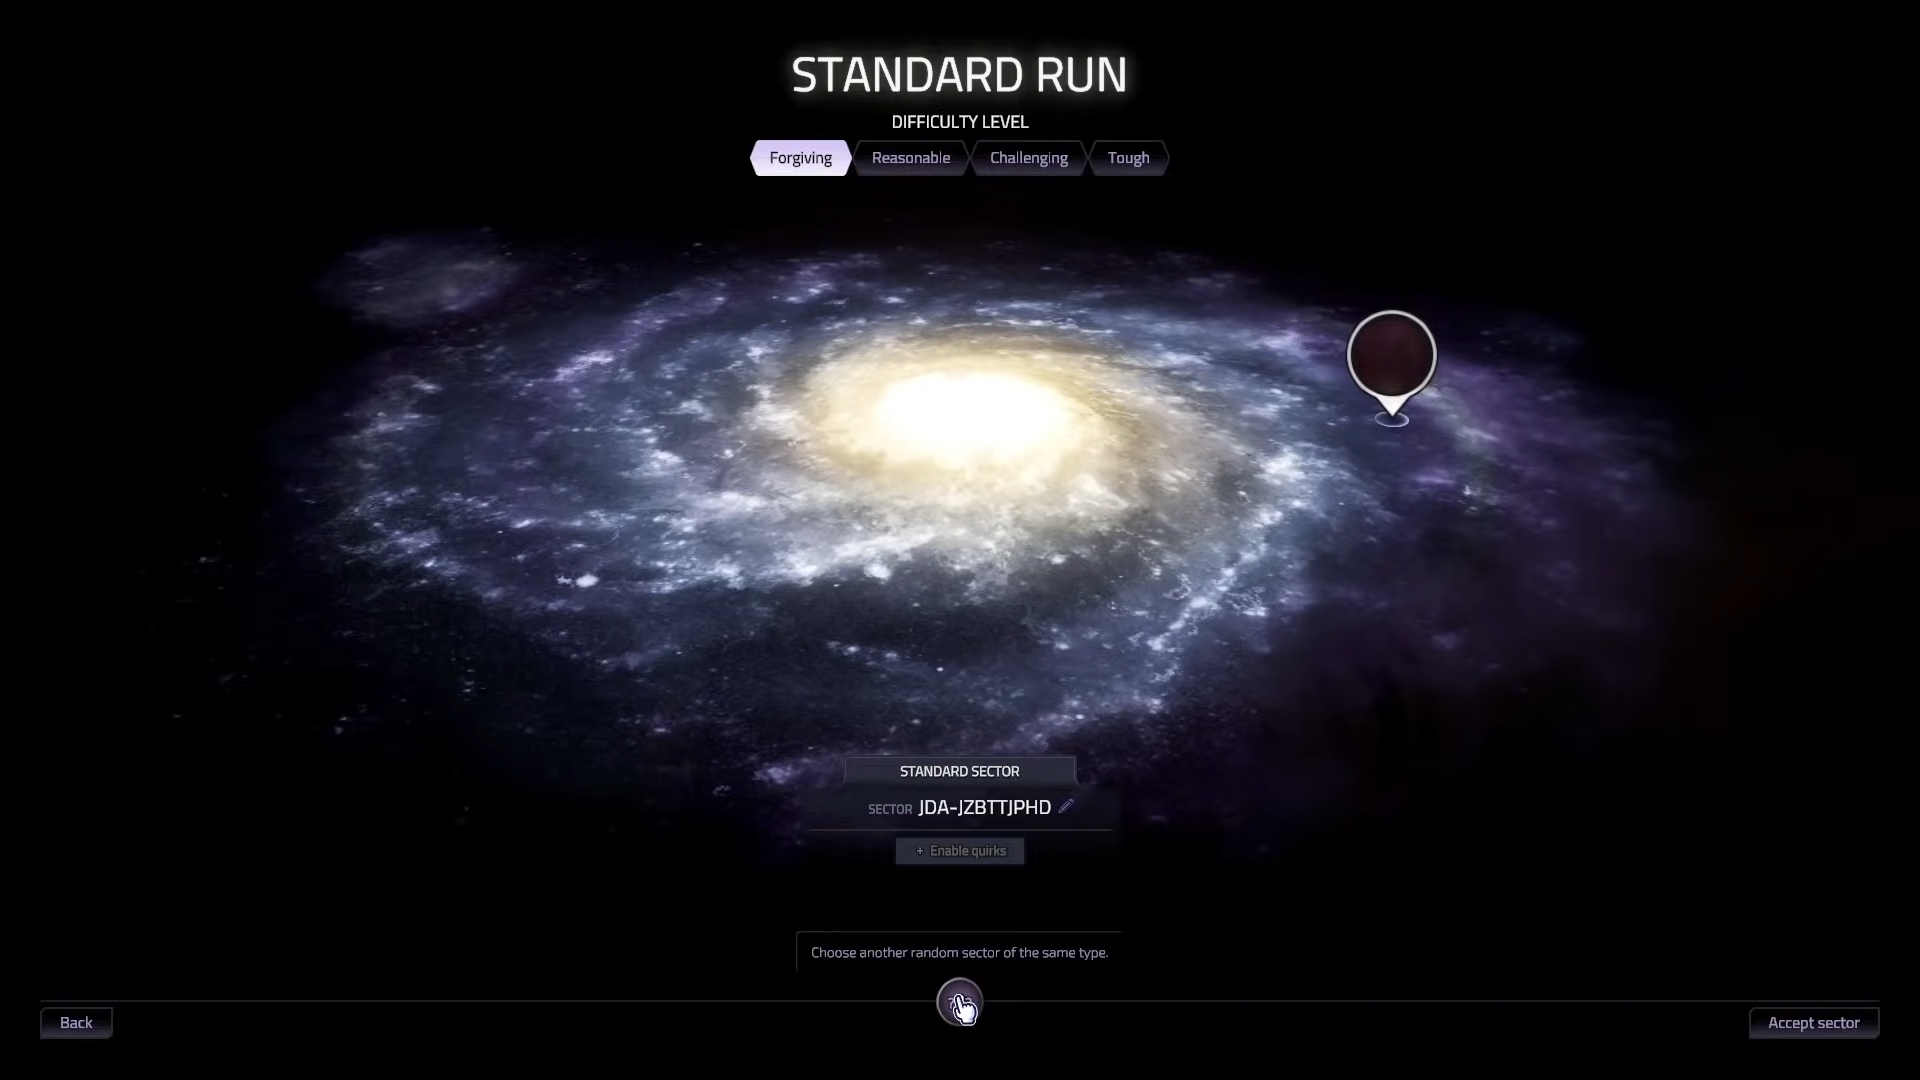 STANDARD RUN
DIFFICULTY LEVEL
Forgiving Reasonable Challenging Tough
STANDARD SECTOR
SECTOR JDA-JZBTTJPHD
+ Enable quirks
Choose another random sector of the same type.
Back Accept sector